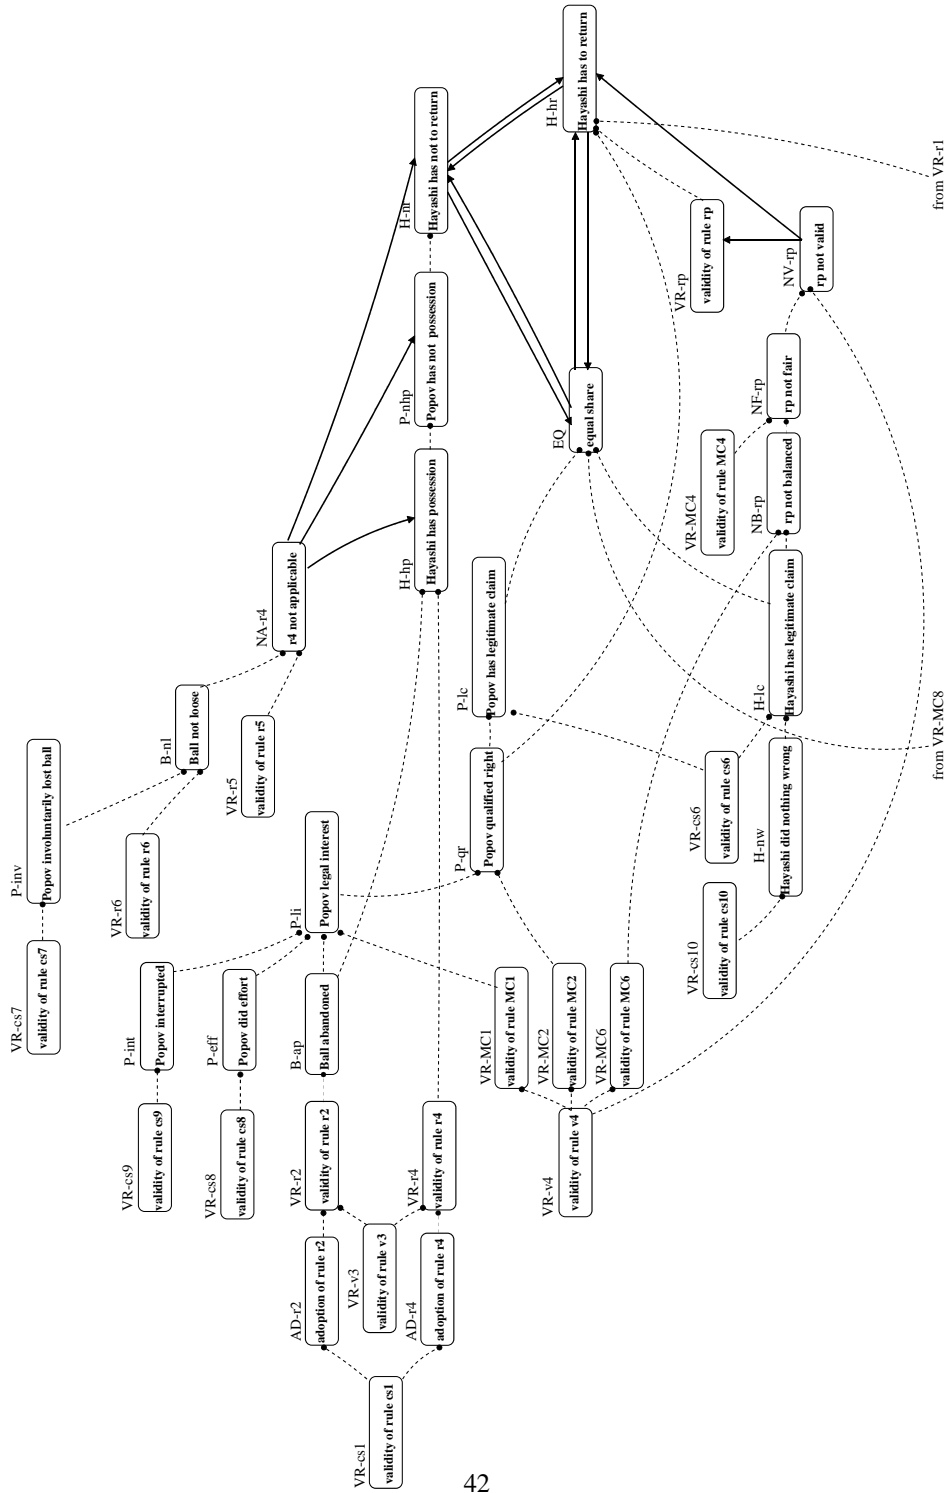 VR-cs7
validity of rule cs7
P-inv
Popov involuntarily lost ball
VR-cs9
validity of rule cs9
P-int
Popov interrupted
VR-r6
validity of rule r6
B-nl
Ball not loose
VR-cs8
validity of rule cs8
P-eff
Popov did effort
VR-r5
validity of rule r5
NA-r4
r4 not applicable
AD-r2
adoption of rule r2
VR-r2
validity of rule r2
B-ap
Ball abandoned
P-li
Popov legal interest
VR-v3
validity of rule v3
VR-cs1
validity of rule cs1
AD-r4
adoption of rule r4
VR-r4
validity of rule r4
H-hp
Hayashi has possession
P-nhp
Popov has not possession
H-nr
Hayashi has not to return
P-qr
Popov qualified right
P-lc
Popov has legitimate claim
VR-MC1
validity of rule MC1
VR-MC2
validity of rule MC2
VR-MC6
validity of rule MC6
VR-v4
validity of rule v4
EQ
equal share
H-hr
Hayashi has to return
VR-cs10
validity of rule cs10
VR-cs6
validity of rule cs6
VR-MC4
validity of rule MC4
VR-rp
validity of rule rp
H-nw
Hayashi did nothing wrong
H-lc
Hayashi has legitimate claim
NB-rp
rp not balanced
NF-rp
rp not fair
NV-rp
rp not valid
from VR-MC8
from VR-r1
42